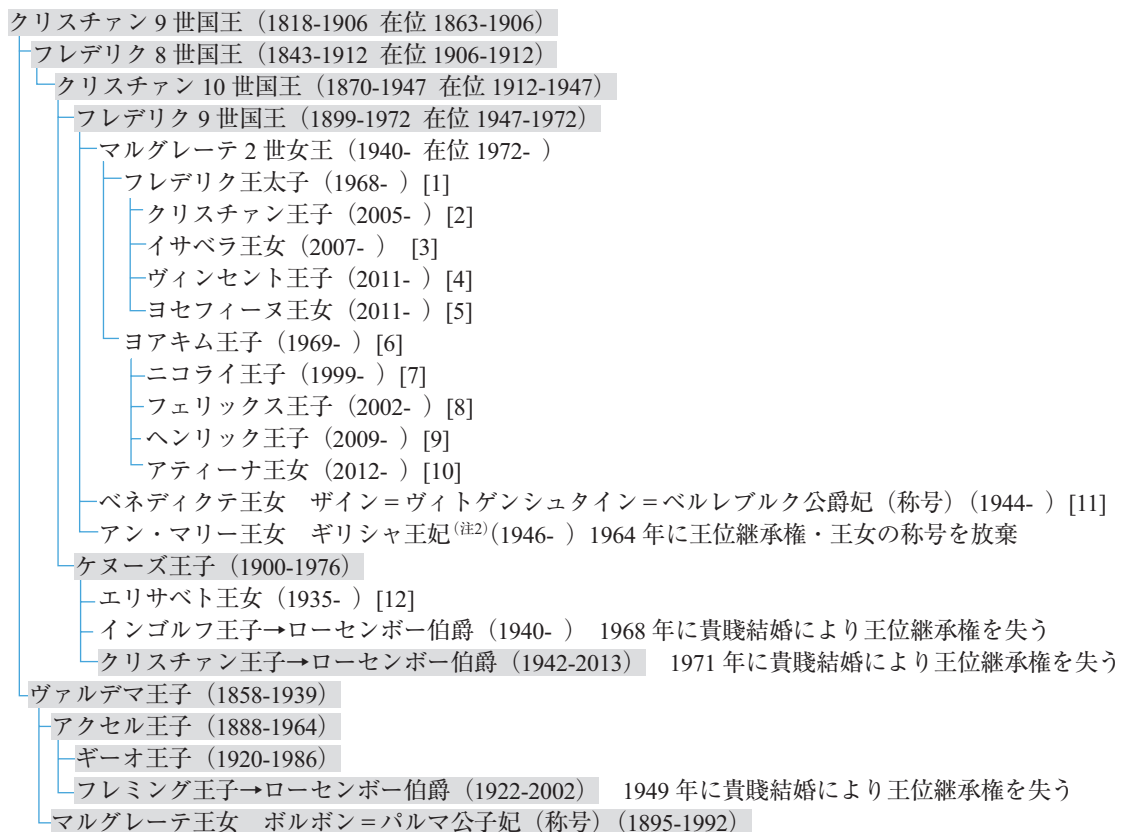 クリスチャン 9 世国王（1818-1906 在位 1863-1906）
フレデリク 8 世国王（1843-1912 在位 1906-1912）
クリスチャン 10 世国王（1870-1947 在位 1912-1947）
フレデリク 9 世国王（1899-1972 在位 1947-1972）
マルグレーテ 2 世女王（1940- 在位 1972- ）
フレデリク王太子（1968- ）[1]
クリスチャン王子（2005- ）[2]
イサベラ王女（2007- ） [3]
ヴィンセント王子（2011- ）[4]
ヨセフィーヌ王女（2011- ）[5]
ヨアキム王子（1969- ）[6]
ニコライ王子（1999- ）[7]
フェリックス王子（2002- ）[8]
ヘンリック王子（2009- ）[9]
アティーナ王女（2012- ）[10]
ベネディクテ王女　ザイン＝ヴィトゲンシュタイン＝ベルレブルク公爵妃（称号）（1944- ）[11]
アン・マリー王女　ギリシャ王妃(注2)（1946- ）1964 年に王位継承権・王女の称号を放棄
ケヌーズ王子（1900-1976）
エリサベト王女（1935- ）[12]
インゴルフ王子→ローセンボー伯爵（1940- ） 1968 年に貴賤結婚により王位継承権を失う
クリスチャン王子→ローセンボー伯爵（1942-2013）　1971 年に貴賤結婚により王位継承権を失う
ヴァルデマ王子（1858-1939）
アクセル王子（1888-1964）
ギーオ王子（1920-1986）
フレミング王子→ローセンボー伯爵（1922-2002）　1949 年に貴賤結婚により王位継承権を失う
マルグレーテ王女　ボルボン＝パルマ公子妃（称号）（1895-1992）